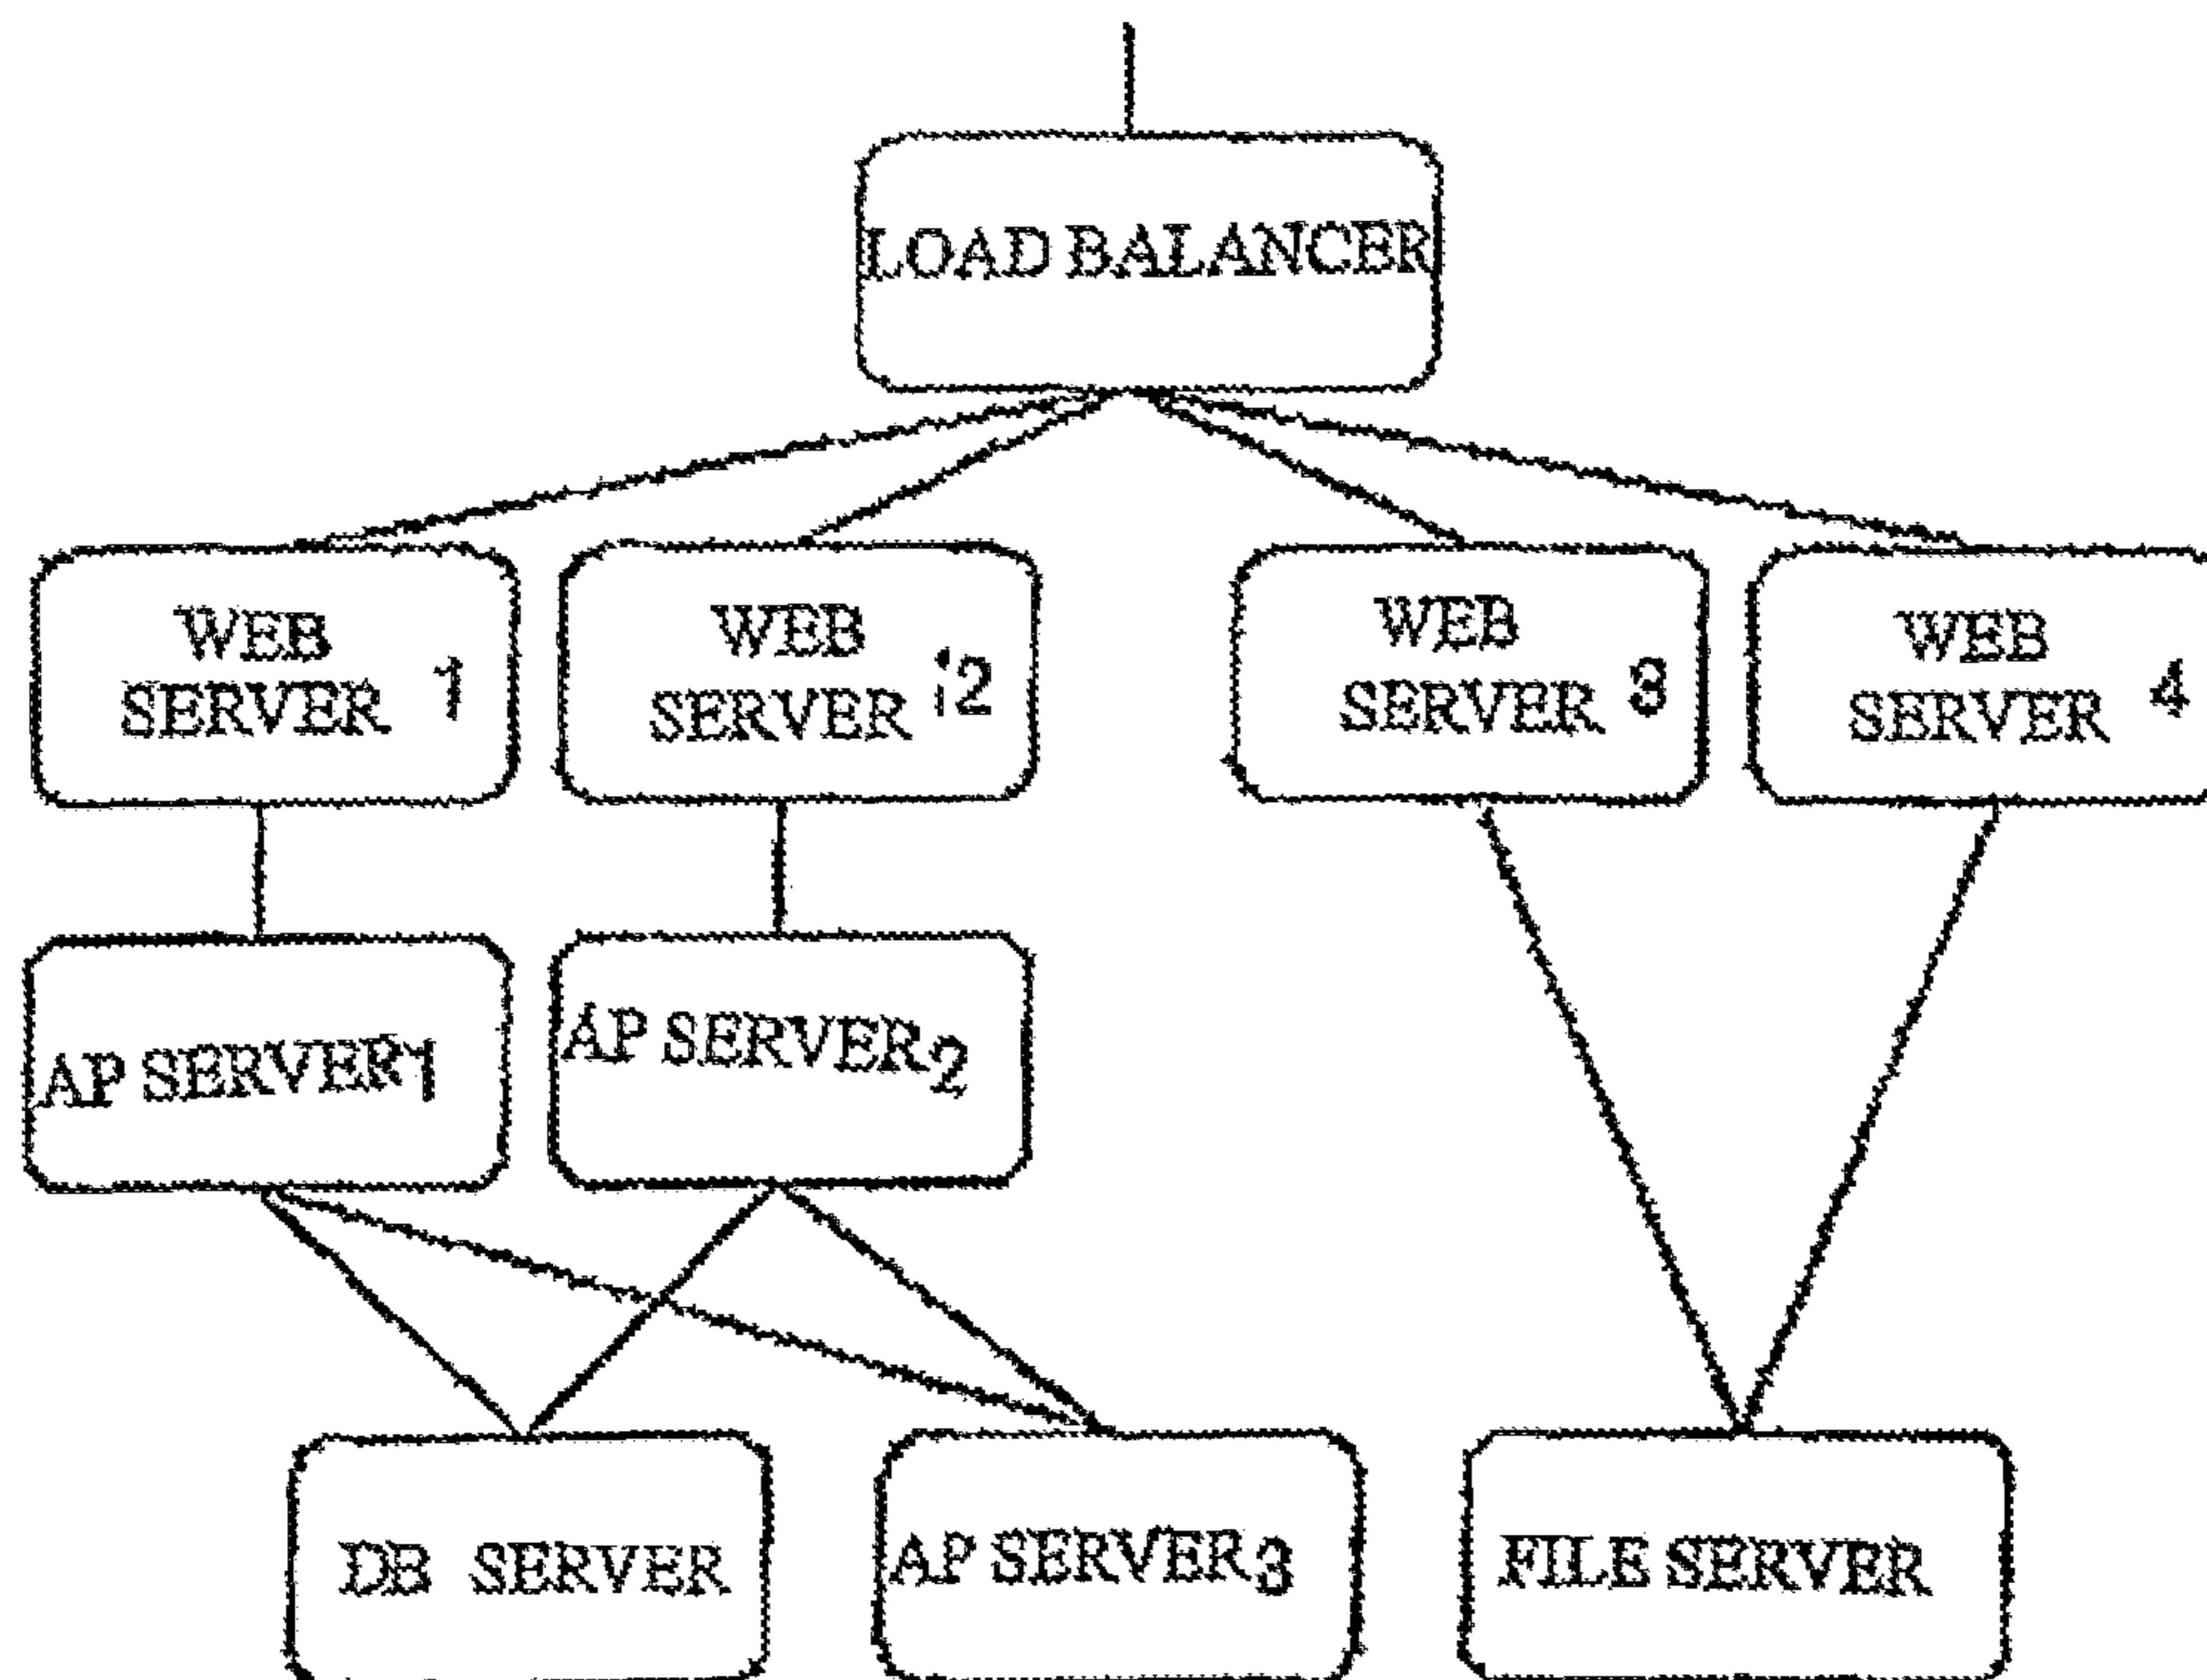 LOAD BALANCER
WEB
SERVER 1
WEB
SERVER 2
WEB
SERVER 3
WEB
SERVER 4
AP SERVER 1
AP SERVER 2
DB SERVER
AP SERVER 3
FILE SERVER